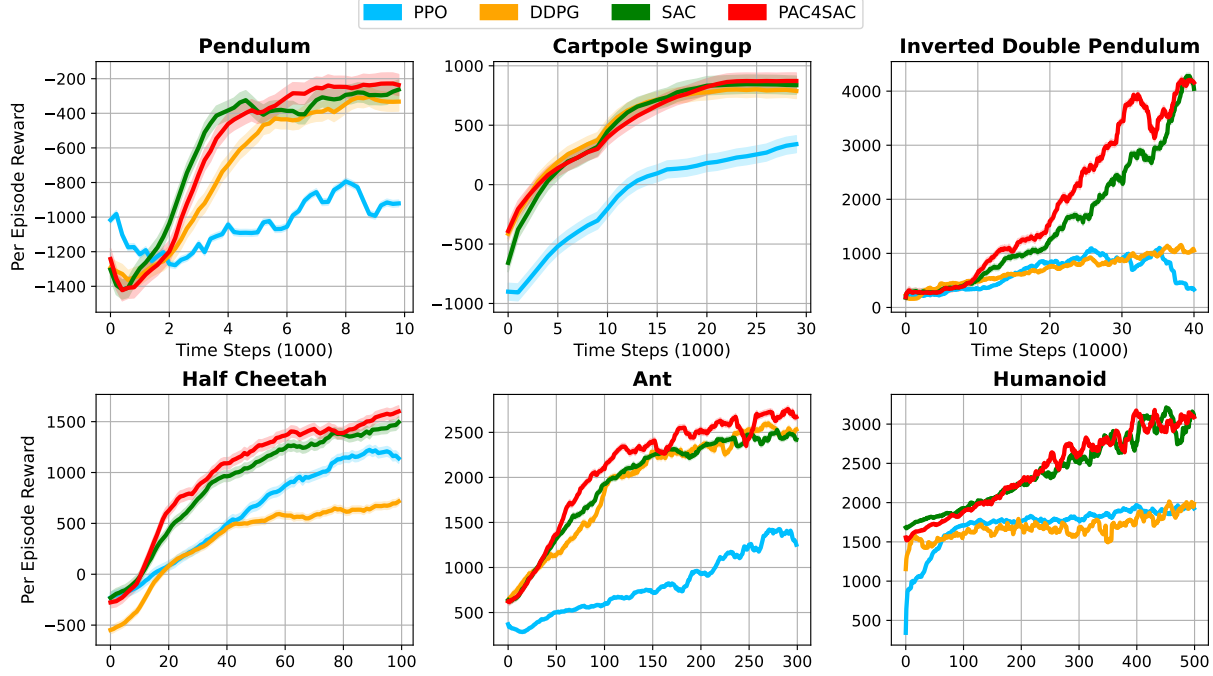 PPO DDPG SAC PAC4SAC
Pendulum Cartpole Swingup Inverted Double Pendulum
Per Episode Reward
−200
−400
−600
−800
−1000
−1200
−1400
0 2 4 6 8 10
Time Steps (1000)
1000
500
0
−500
−1000
0 5 10 15 20 25 30
Time Steps (1000)
4000
3000
2000
1000
0
0 10 20 30 40
Time Steps (1000)
Half Cheetah Ant Humanoid
Per Episode Reward
1500
1000
500
0
−500
0 20 40 60 80 100
2500
2000
1500
1000
500
0 50 100 150 200 250 300
3000
2500
2000
1500
1000
500
0 100 200 300 400 500